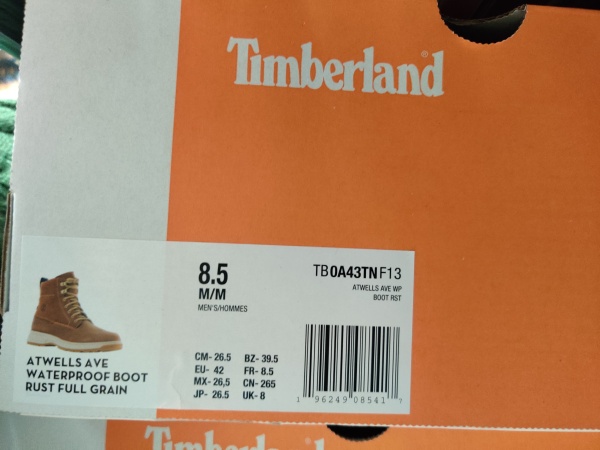 Timberland®
8.5
M/M
MEN'S/HOMMES
TB0A43TNF13
ATWELLS AVE WP
BOOT RST
ATWELLS AVE
WATERPROOF BOOT
RUST FULL GRAIN
CM- 26.5 BZ- 39.5
EU- 42 FR- 8.5
MX- 26,5 CN- 265
JP- 26.5 UK- 8
1 96249 08541 7
Timberland